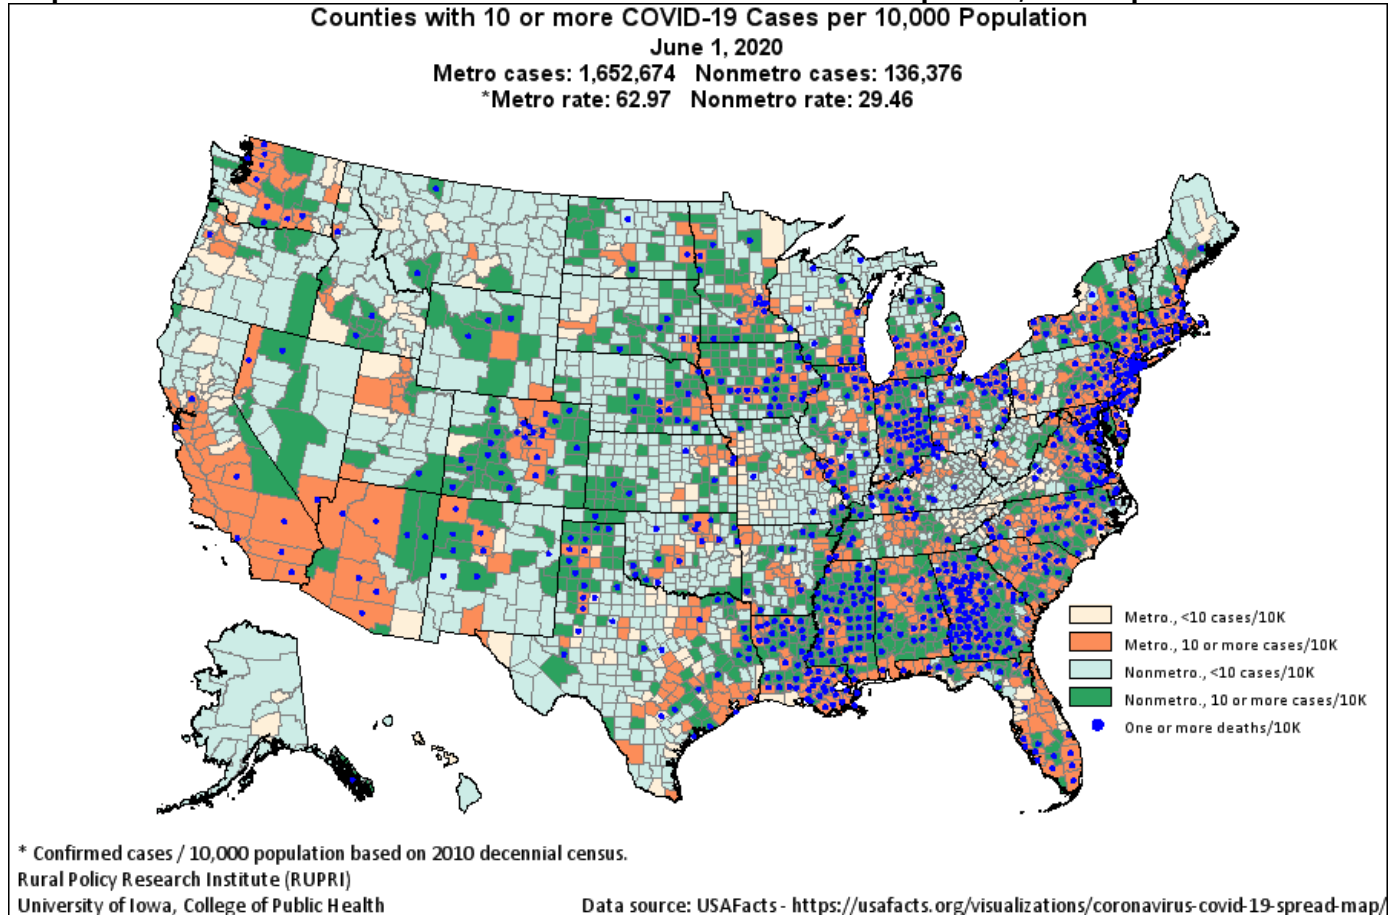 Counties with 10 or more COVID-19 Cases per 10,000 Population
June 1, 2020
Metro cases: 1,652,674 Nonmetro cases: 136,376
*Metro rate: 62.97 Nonmetro rate: 29.46
Metro., <10 cases/10K
Metro., 10 or more cases/10K
Nonmetro., <10 cases/10K
Nonmetro., 10 or more cases/10K
One or more deaths/10K
* Confirmed cases / 10,000 population based on 2010 decennial census.
Rural Policy Research Institute (RUPRI)
University of Iowa, College of Public Health
Data source: USAFacts - https://usafacts.org/visualizations/coronavirus-covid-19-spread-map/